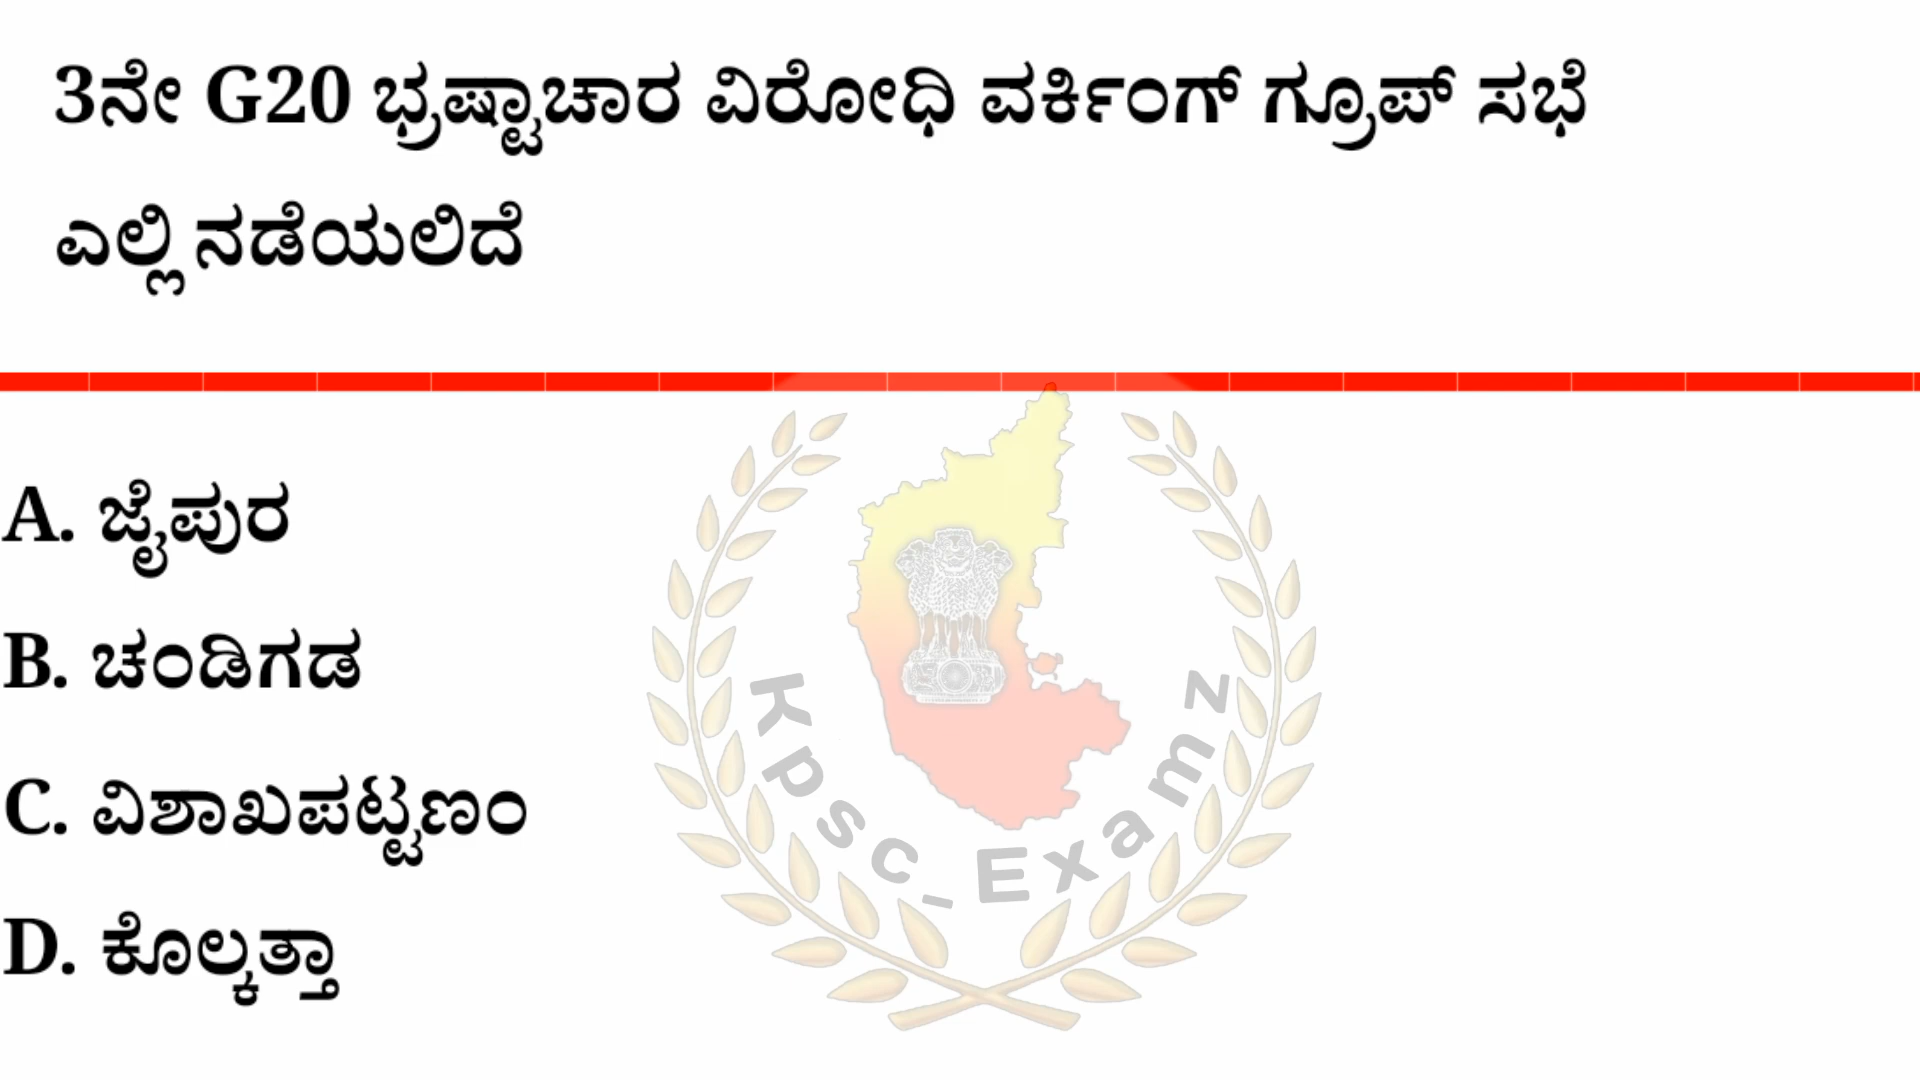 3ನೇ G20 ಭ್ರಷ್ಟಾಚಾರ ವಿರೋಧಿ ವರ್ಕಿಂಗ್ ಗ್ರೂಪ್ ಸಭೆ
ಎಲ್ಲಿ ನಡೆಯಲಿದೆ
A. ಜೈಪುರ
B. ಚಂಡಿಗಡ
C. ವಿಶಾಖಪಟ್ಟಣಂ
D. ಕೊಲ್ಕತ್ತಾ
Kpsc_Examz